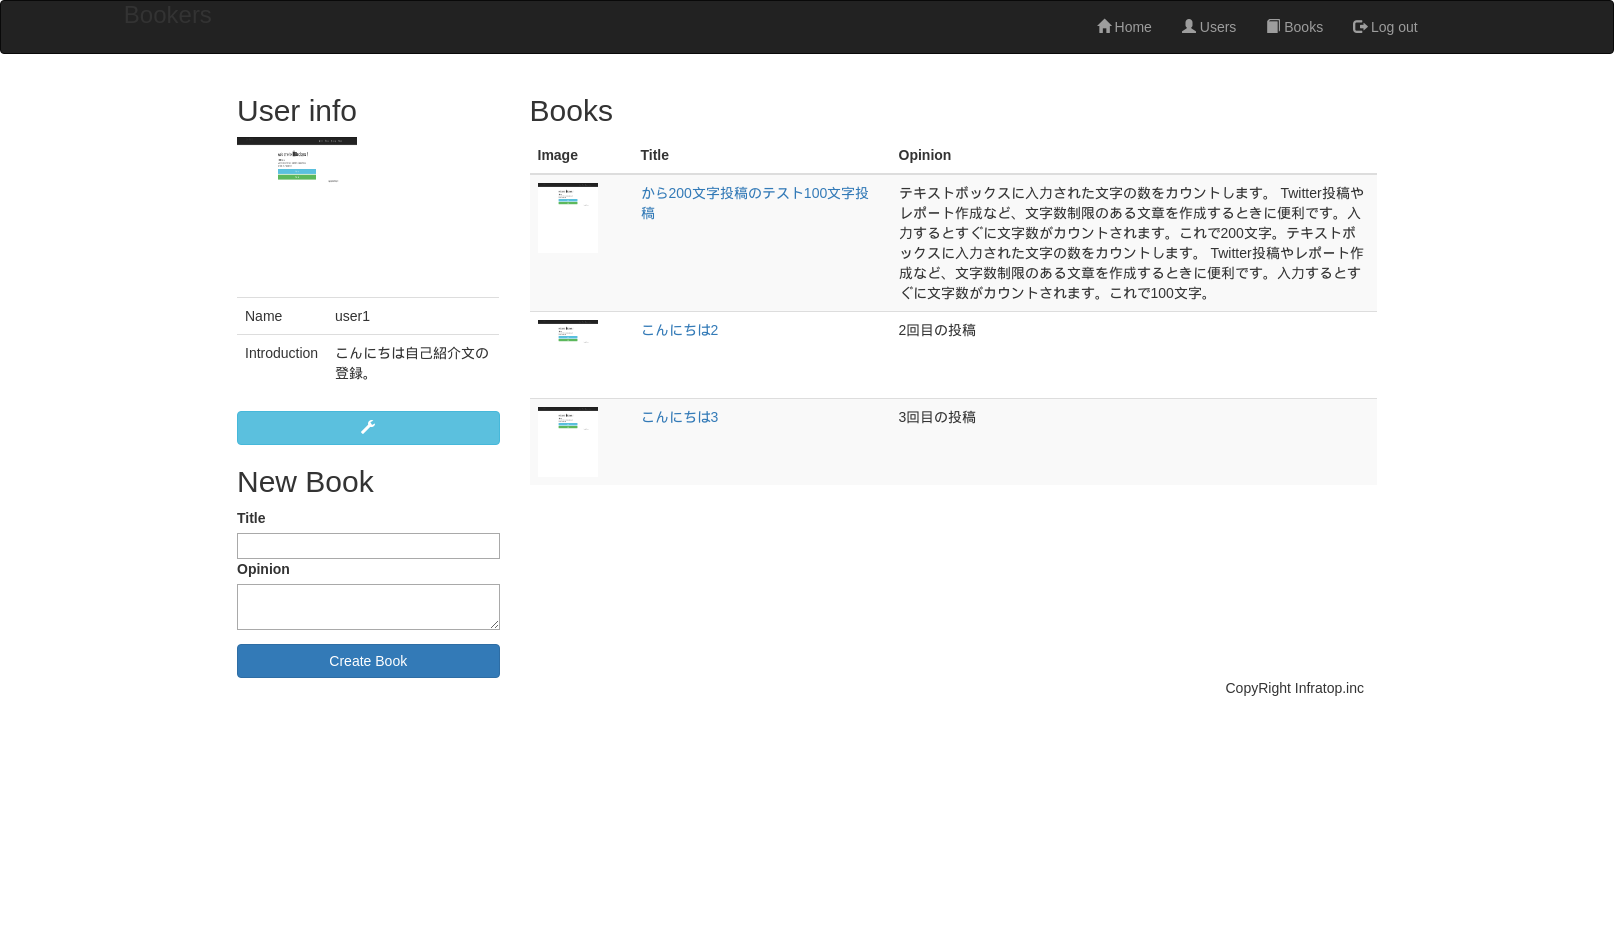 Bookers
Home Users Books Log out
User info
Name user1
Introduction こんにちは自己紹介文の
登録。
New Book
Title
Opinion
Create Book
Books
Image Title Opinion
から200文字投稿のテスト100文字投
稿
テキストボックスに入力された文字の数をカウントします。 Twitter投稿や
レポート作成など、文字数制限のある文章を作成するときに便利です。入
力するとすぐに文字数がカウントされます。これで200文字。テキストボ
ックスに入力された文字の数をカウントします。 Twitter投稿やレポート作
成など、文字数制限のある文章を作成するときに便利です。入力するとす
ぐに文字数がカウントされます。これで100文字。
こんにちは2 2回目の投稿
こんにちは3 3回目の投稿
CopyRight Infratop.inc